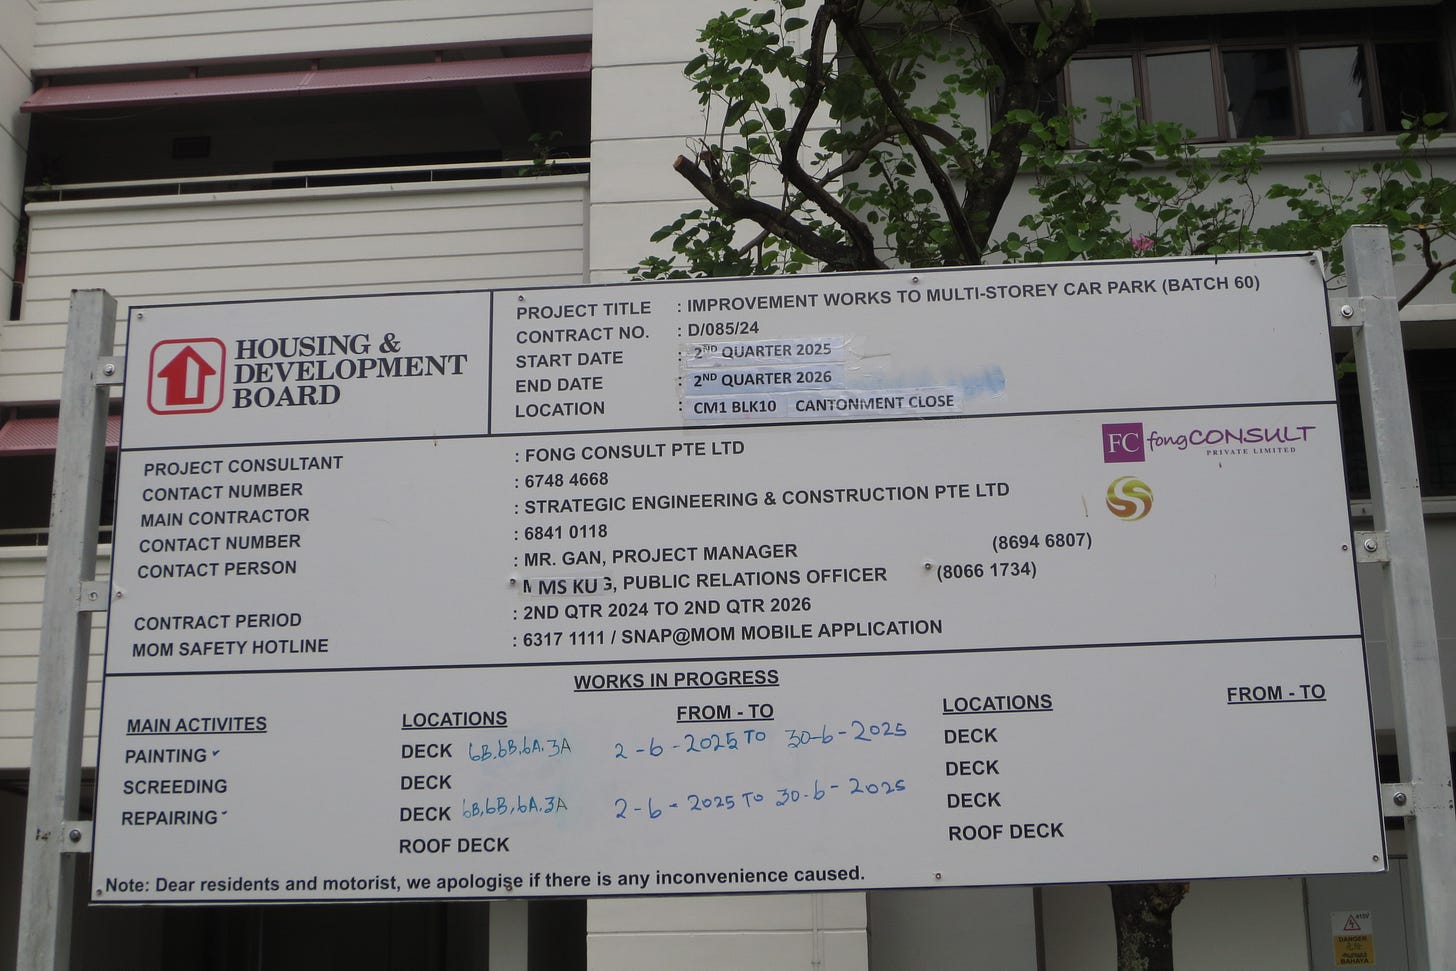 HOUSING &
DEVELOPMENT
BOARD
PROJECT TITLE : IMPROVEMENT WORKS TO MULTI-STOREY CAR PARK (BATCH 60)
CONTRACT NO. : D/085/24
START DATE : 2ND QUARTER 2025
END DATE : 2ND QUARTER 2026
LOCATION : CM1 BLK10 CANTONMENT CLOSE
PROJECT CONSULTANT : FONG CONSULT PTE LTD
CONTACT NUMBER : 6748 4668
MAIN CONTRACTOR : STRATEGIC ENGINEERING & CONSTRUCTION PTE LTD
CONTACT NUMBER : 6841 0118
CONTACT PERSON : MR. GAN, PROJECT MANAGER (8694 6807)
MS KU, PUBLIC RELATIONS OFFICER (8066 1734)
CONTRACT PERIOD : 2ND QTR 2024 TO 2ND QTR 2026
MOM SAFETY HOTLINE : 6317 1111 / SNAP@MOM MOBILE APPLICATION
FC fongCONSULT
PRIVATE LIMITED
WORKS IN PROGRESS
MAIN ACTIVITES LOCATIONS FROM - TO LOCATIONS FROM - TO
PAINTING DECK 6B,6B,6A.3A 2-6-2025 TO 30-6-2025 DECK
SCREEDING DECK DECK
REPAIRING DECK 6B,6B,6A.3A 2-6-2025 TO 30-6-2025 DECK
ROOF DECK ROOF DECK
Note: Dear residents and motorist, we apologise if there is any inconvenience caused.
415V
DANGER
BAHAYA